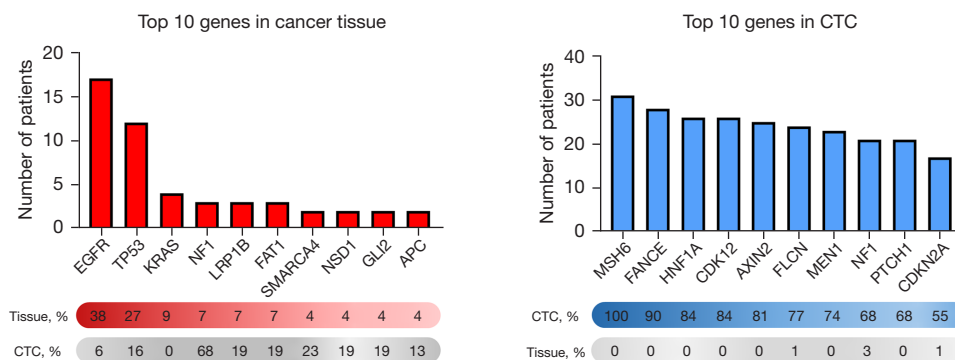 Top 10 genes in cancer tissue
Number of patients
20
15
10
5
0
EGFR TP53 KRAS NF1 LRP1B FAT1 SMARCA4 NSD1 GLI2 APC
Tissue, % 38 27 9 7 7 7 4 4 4 4
CTC, % 6 16 0 68 19 19 23 19 19 13
Top 10 genes in CTC
Number of patients
40
30
20
10
0
MSH6 FANCE HNF1A CDK12 AXIN2 FLCN MEN1 NF1 PTCH1 CDKN2A
CTC, % 100 90 84 84 81 77 74 68 68 55
Tissue, % 0 0 0 0 0 1 0 3 0 1